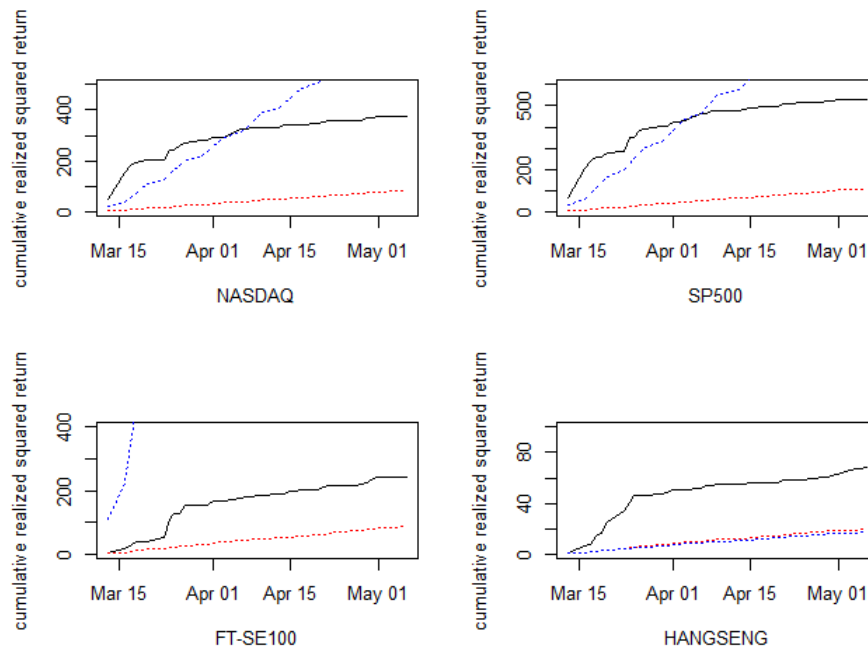 cumulative realized squared return
400
200
0
Mar 15 Apr 01 Apr 15 May 01
NASDAQ
cumulative realized squared return
500
200
0
Mar 15 Apr 01 Apr 15 May 01
SP500
cumulative realized squared return
400
200
0
Mar 15 Apr 01 Apr 15 May 01
FT-SE100
cumulative realized squared return
80
40
0
Mar 15 Apr 01 Apr 15 May 01
HANGSENG